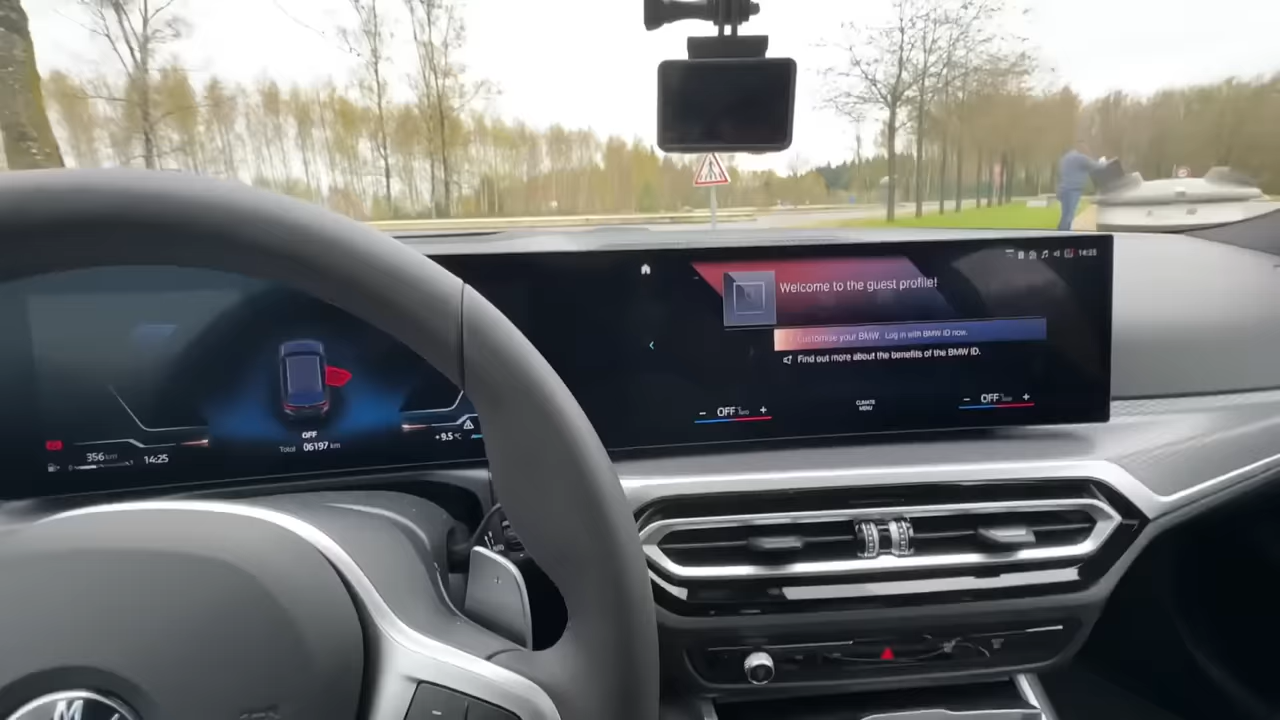 14:25
Welcome to the guest profile!
Customise your BMW. Log in with BMW ID now.
Find out more about the benefits of the BMW ID.
- OFF +
CLIMATE
MENU
- OFF +
OFF
Total 06197 km
+9.5 °C
356 km
14:25
M